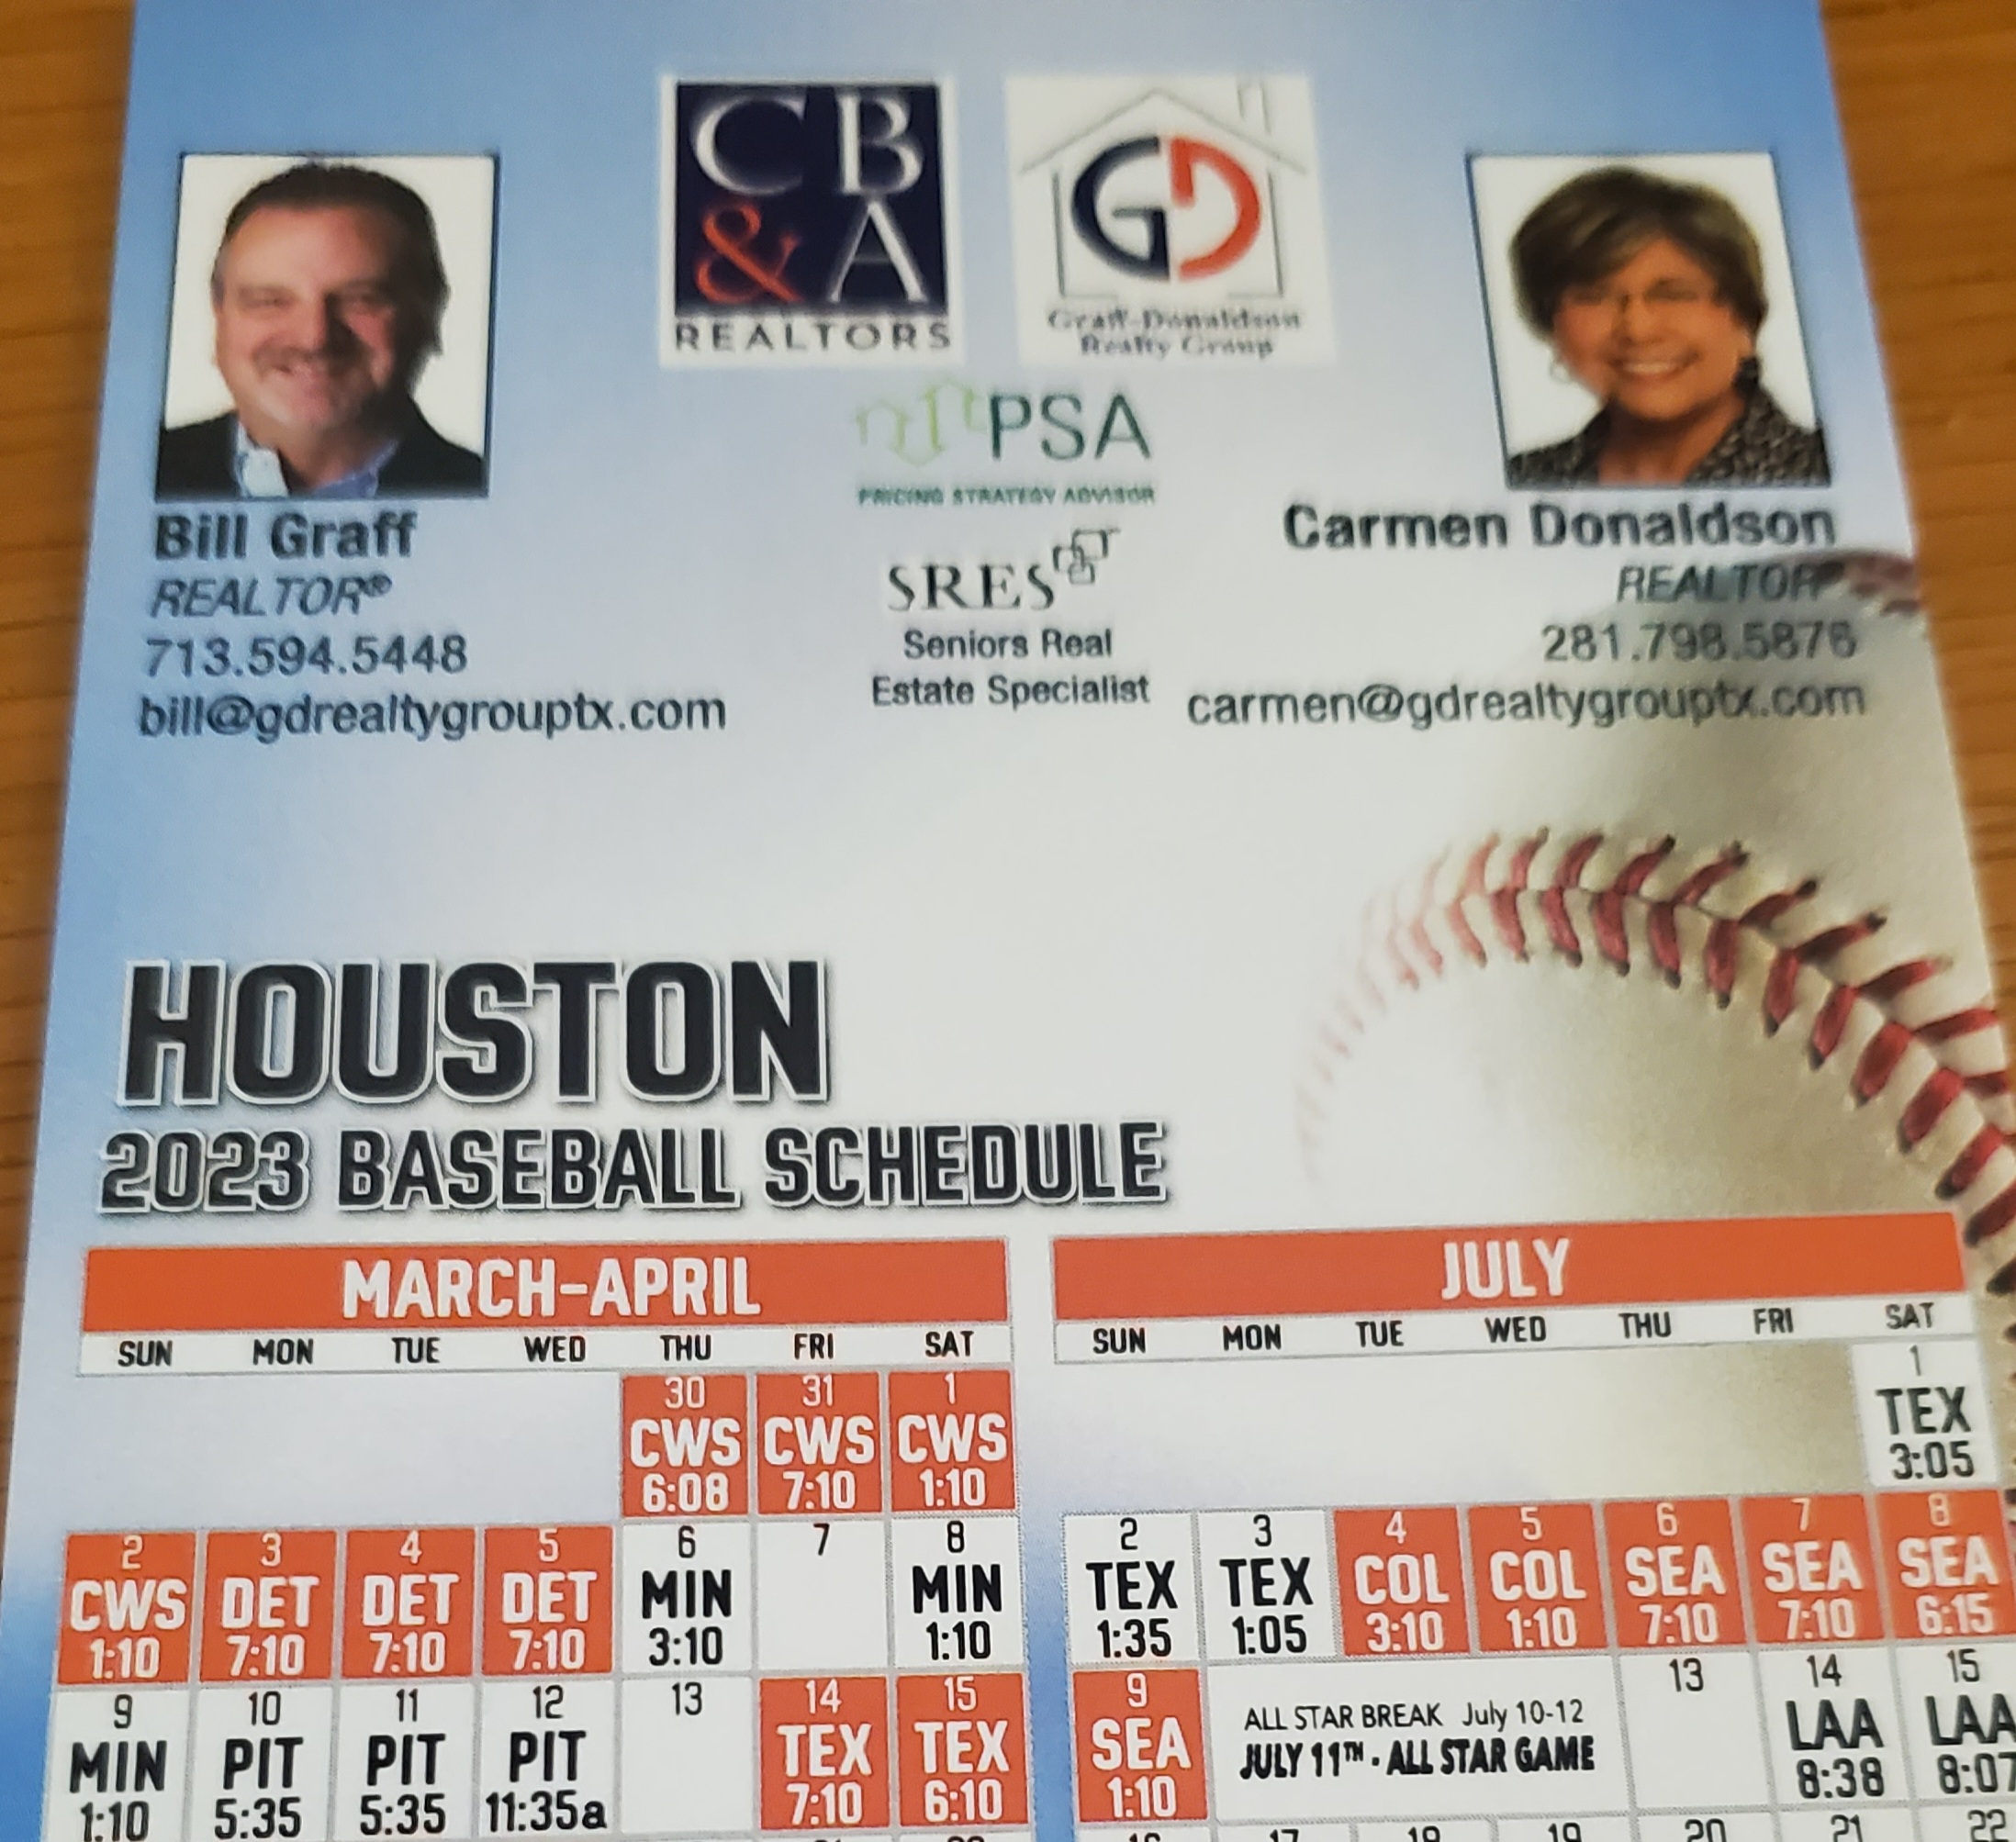 CB
&A
REALTORS
GD
Graff-Donaldson
Realty Group
PSA
PRICING STRATEGY ADVISOR
SRES
Seniors Real
Estate Specialist
Bill Graff
REALTOR®
713.594.5448
bill@gdrealtygrouptx.com
Carmen Donaldson
REALTOR®
281.798.5876
carmen@gdrealtygrouptx.com
HOUSTON
2023 BASEBALL SCHEDULE
MARCH-APRIL
SUN MON TUE WED THU FRI SAT
30 31 1
CWS CWS CWS
6:08 7:10 1:10
2 3 4 5 6 7 8
CWS DET DET DET MIN MIN
1:10 7:10 7:10 7:10 3:10 1:10
9 10 11 12 13 14 15
MIN PIT PIT PIT TEX TEX
1:10 5:35 5:35 11:35a 7:10 6:10
JULY
SUN MON TUE WED THU FRI SAT
1
TEX
3:05
2 3 4 5 6 7 8
TEX TEX COL COL SEA SEA SEA
1:35 1:05 3:10 1:10 7:10 7:10 6:15
9 13 14 15
SEA LAA LAA
1:10 8:38 8:07
ALL STAR BREAK July 10-12
JULY 11TH - ALL STAR GAME
17 18 19 20 21 22